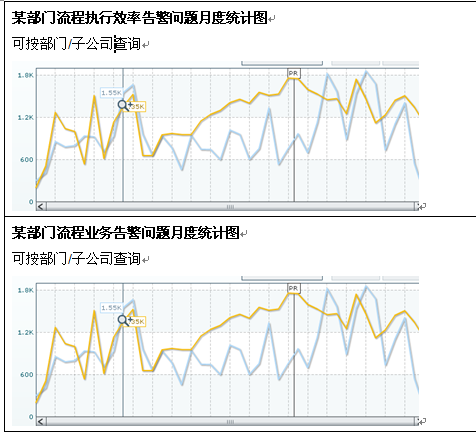 某部门流程执行效率告警问题月度统计图
可按部门/子公司查询
PR
1.8K
1.55K
35K
1.2K
600
0
某部门流程业务告警问题月度统计图
可按部门/子公司查询
PR
1.8K
1.55K
35K
1.2K
600
0